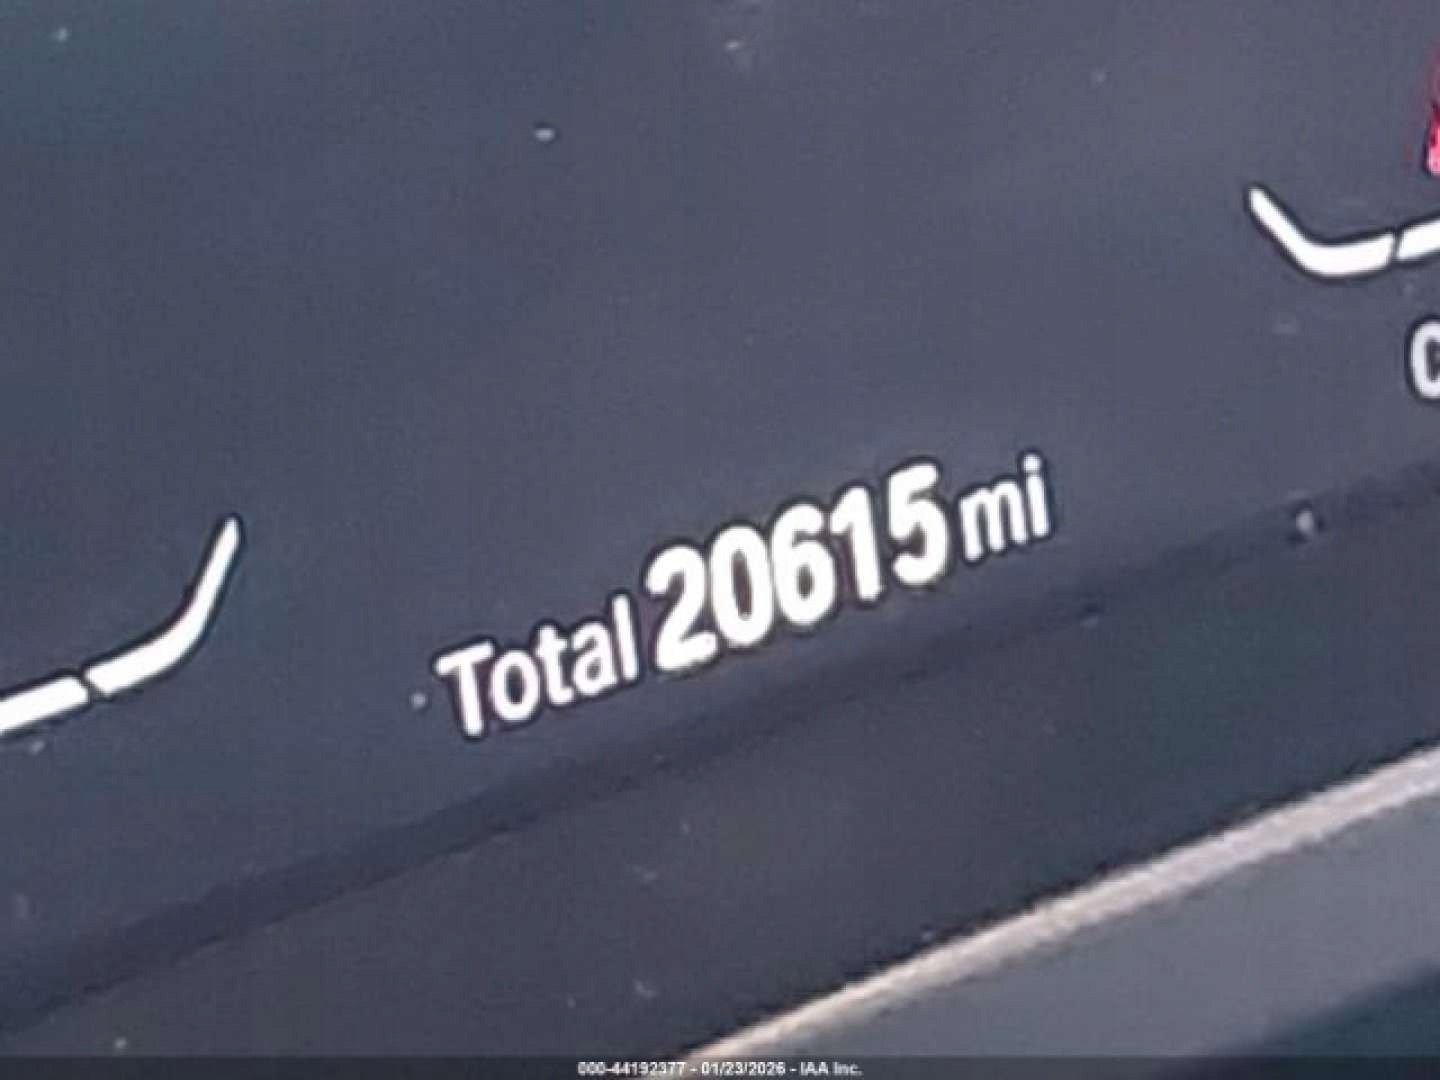 Total 20615 mi
C
000-44192377 - 01/23/2026 - IAA Inc.